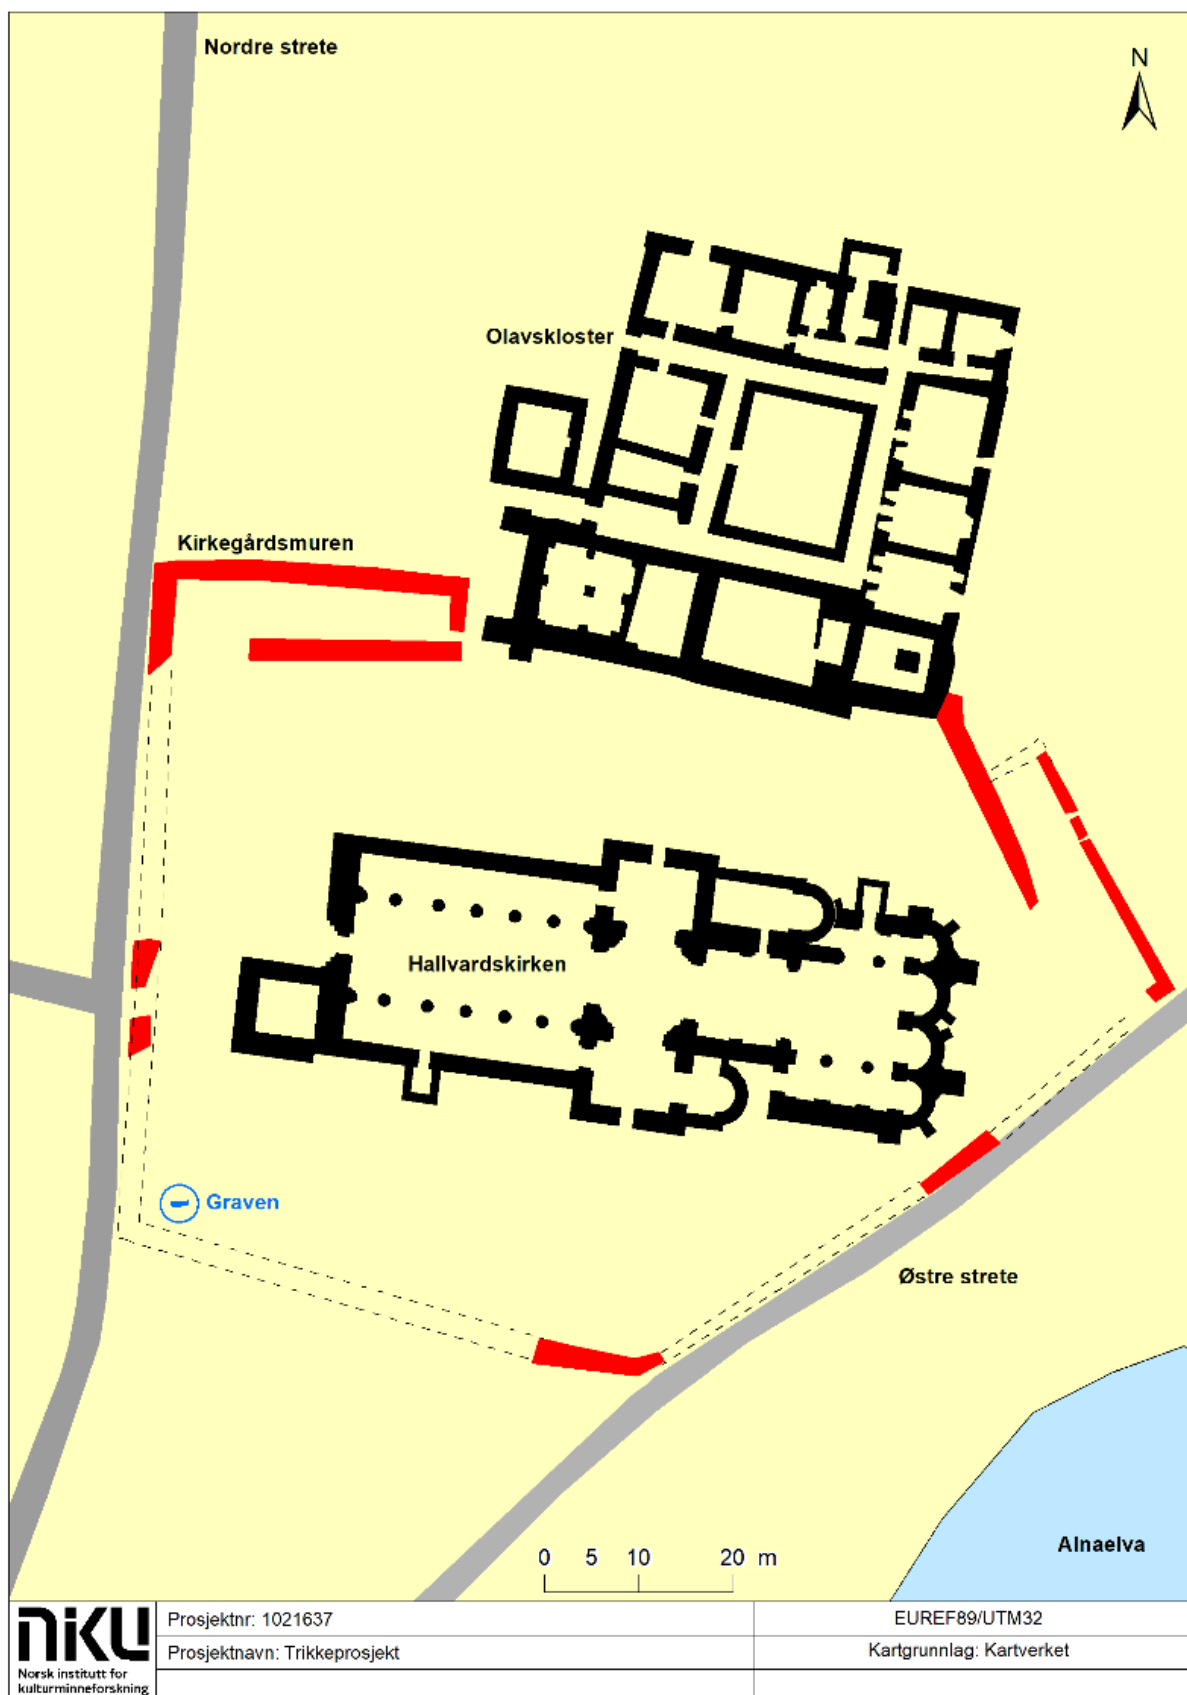 Nordre strete
N
Olavskloster
Kirkegårdsmuren
Hallvardskirken
Graven
Østre strete
Alnaelva
0 5 10 20 m
NIKU
Norsk institutt for
kulturminneforskning
Prosjektnr: 1021637
Prosjektnavn: Trikkeprosjekt
EUREF89/UTM32
Kartgrunnlag: Kartverket